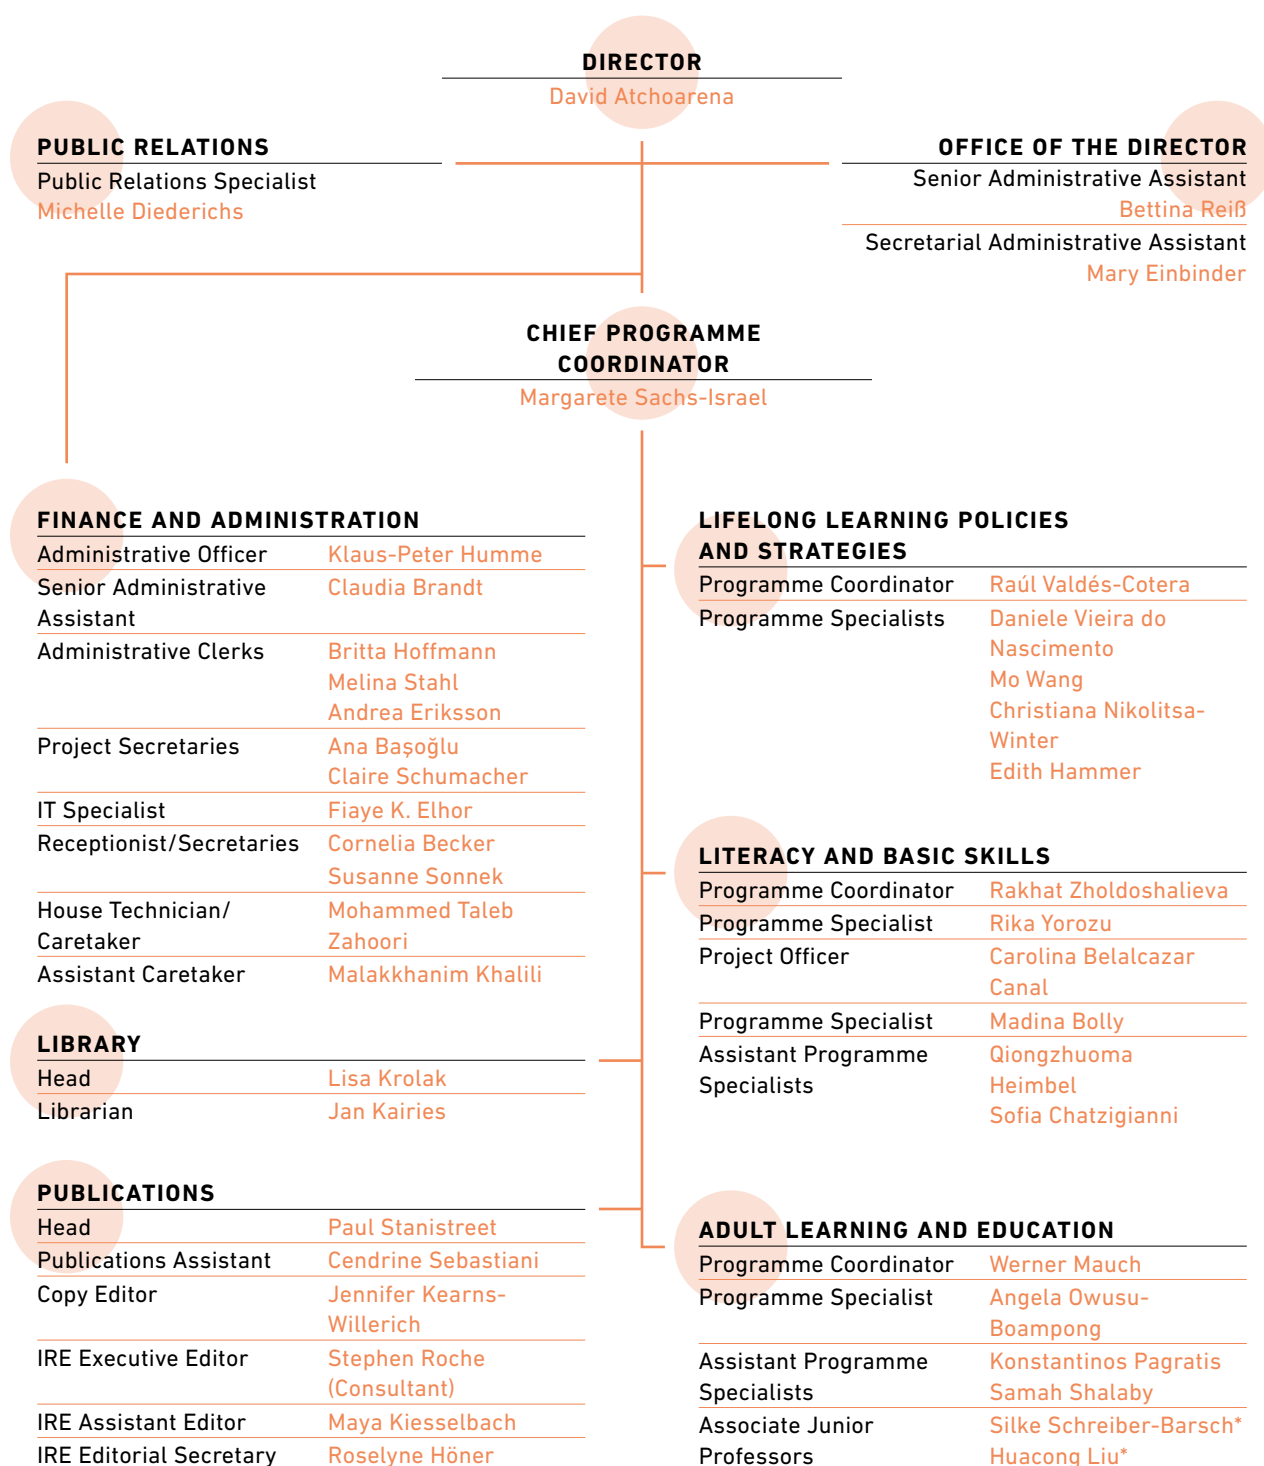 DIRECTOR
David Atchoarena
PUBLIC RELATIONS
Public Relations Specialist
Michelle Diederichs
OFFICE OF THE DIRECTOR
Senior Administrative Assistant
Bettina Reiß
Secretarial Administrative Assistant
Mary Einbinder
CHIEF PROGRAMME
COORDINATOR
Margarete Sachs-Israel
FINANCE AND ADMINISTRATION
Administrative Officer Klaus-Peter Humme
Senior Administrative Claudia Brandt
Assistant
Administrative Clerks Britta Hoffmann
Melina Stahl
Andrea Eriksson
Project Secretaries Ana Başoğlu
Claire Schumacher
IT Specialist Fiaye K. Elhor
Receptionist/Secretaries Cornelia Becker
Susanne Sonnek
House Technician/ Mohammed Taleb
Caretaker Zahoori
Assistant Caretaker Malakkhanim Khalili
LIBRARY
Head Lisa Krolak
Librarian Jan Kairies
PUBLICATIONS
Head Paul Stanistreet
Publications Assistant Cendrine Sebastiani
Copy Editor Jennifer Kearns-
Willerich
IRE Executive Editor Stephen Roche
(Consultant)
IRE Assistant Editor Maya Kiesselbach
IRE Editorial Secretary Roselyne Höner
LIFELONG LEARNING POLICIES
AND STRATEGIES
Programme Coordinator Raúl Valdés-Cotera
Programme Specialists Daniele Vieira do
Nascimento
Mo Wang
Christiana Nikolitsa-
Winter
Edith Hammer
LITERACY AND BASIC SKILLS
Programme Coordinator Rakhat Zholdoshalieva
Programme Specialist Rika Yorozu
Project Officer Carolina Belalcazar
Canal
Programme Specialist Madina Bolly
Assistant Programme Qiongzhuoma
Specialists Heimbel
Sofia Chatzigianni
ADULT LEARNING AND EDUCATION
Programme Coordinator Werner Mauch
Programme Specialist Angela Owusu-
Boampong
Assistant Programme Konstantinos Pagratis
Specialists Samah Shalaby
Associate Junior Silke Schreiber-Barsch*
Professors Huacong Liu*